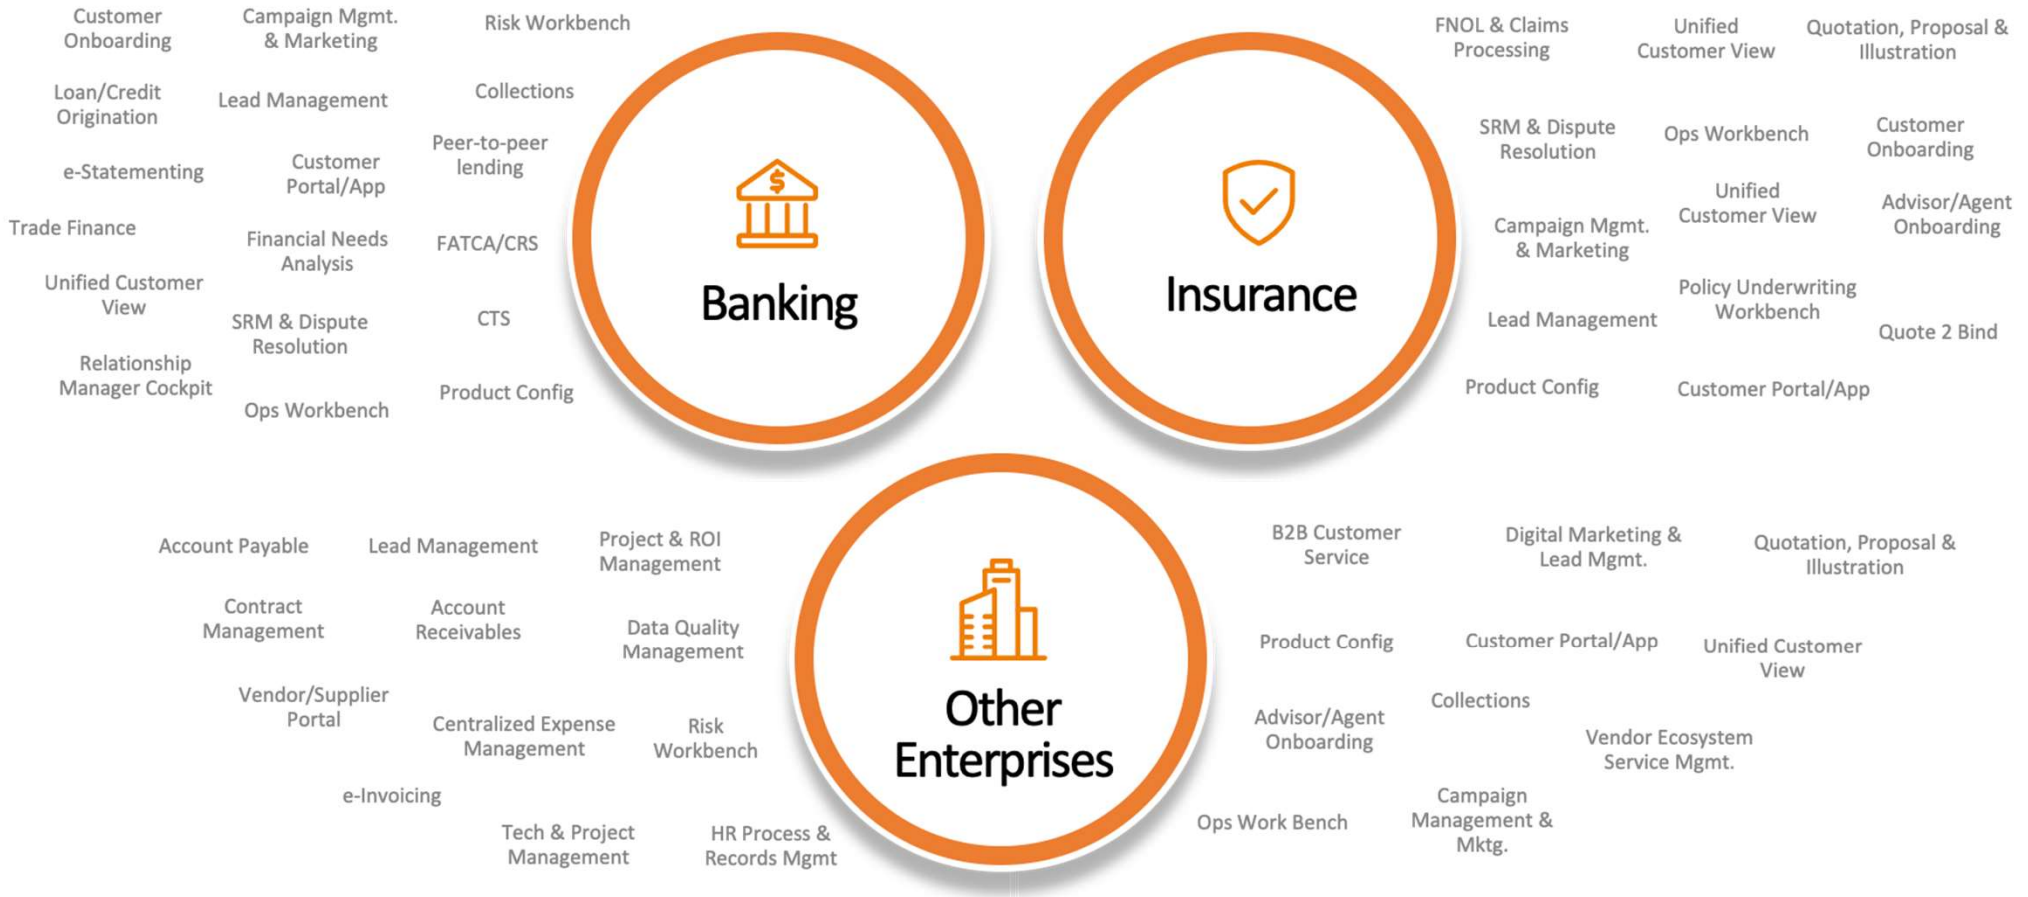 Customer
Onboarding
Campaign Mgmt.
& Marketing
Risk Workbench
Loan/Credit
Origination
Lead Management
Collections
e-Statementing
Customer
Portal/App
Peer-to-peer
lending
Trade Finance
Financial Needs
Analysis
FATCA/CRS
Unified Customer
View
SRM & Dispute
Resolution
CTS
Relationship
Manager Cockpit
Ops Workbench
Product Config
$
Banking
Insurance
FNOL & Claims
Processing
Unified
Customer View
Quotation, Proposal &
Illustration
SRM & Dispute
Resolution
Ops Workbench
Customer
Onboarding
Campaign Mgmt.
& Marketing
Unified
Customer View
Advisor/Agent
Onboarding
Lead Management
Policy Underwriting
Workbench
Quote 2 Bind
Product Config
Customer Portal/App
Account Payable
Lead Management
Project & ROI
Management
Contract
Management
Account
Receivables
Data Quality
Management
Vendor/Supplier
Portal
Centralized Expense
Management
Risk
Workbench
e-Invoicing
Tech & Project
Management
HR Process &
Records Mgmt
Other
Enterprises
B2B Customer
Service
Digital Marketing &
Lead Mgmt.
Quotation, Proposal &
Illustration
Product Config
Customer Portal/App
Unified Customer
View
Advisor/Agent
Onboarding
Collections
Vendor Ecosystem
Service Mgmt.
Ops Work Bench
Campaign
Management &
Mktg.